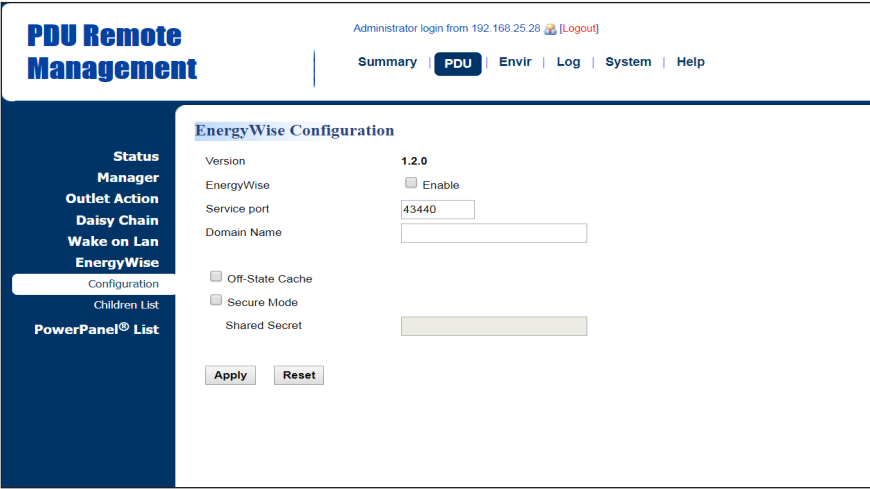 PDU Remote
Management
Administrator login from 192.168.25.28 [Logout]
Summary | PDU | Envir | Log | System | Help
Status
Manager
Outlet Action
Daisy Chain
Wake on Lan
EnergyWise
Configuration
Children List
PowerPanel® List
EnergyWise Configuration
Version 1.2.0
EnergyWise Enable
Service port 43440
Domain Name
Off-State Cache
Secure Mode
Shared Secret
Apply Reset